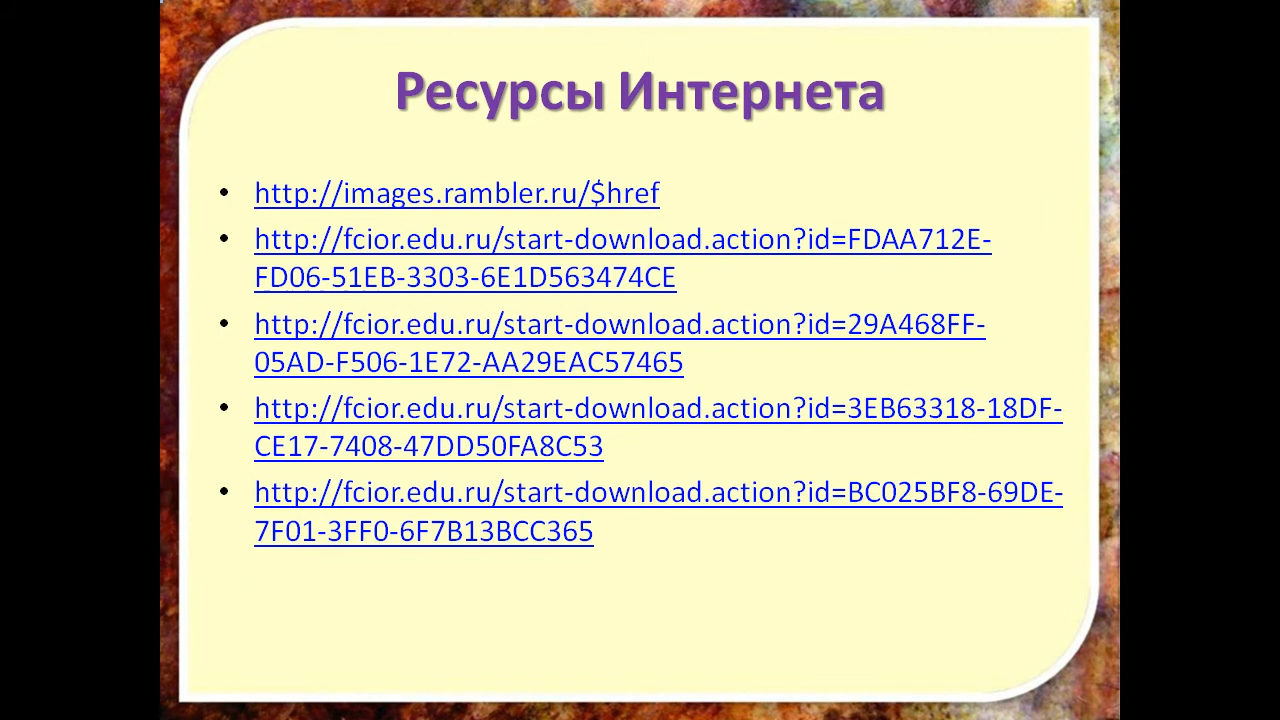 Ресурсы Интернета
• http://images.rambler.ru/$href
• http://fcior.edu.ru/start-download.action?id=FDAA712E-
FD06-51EB-3303-6E1D563474CE
• http://fcior.edu.ru/start-download.action?id=29A468FF-
05AD-F506-1E72-AA29EAC57465
• http://fcior.edu.ru/start-download.action?id=3EB63318-18DF-
CE17-7408-47DD50FA8C53
• http://fcior.edu.ru/start-download.action?id=BC025BF8-69DE-
7F01-3FF0-6F7B13BCC365